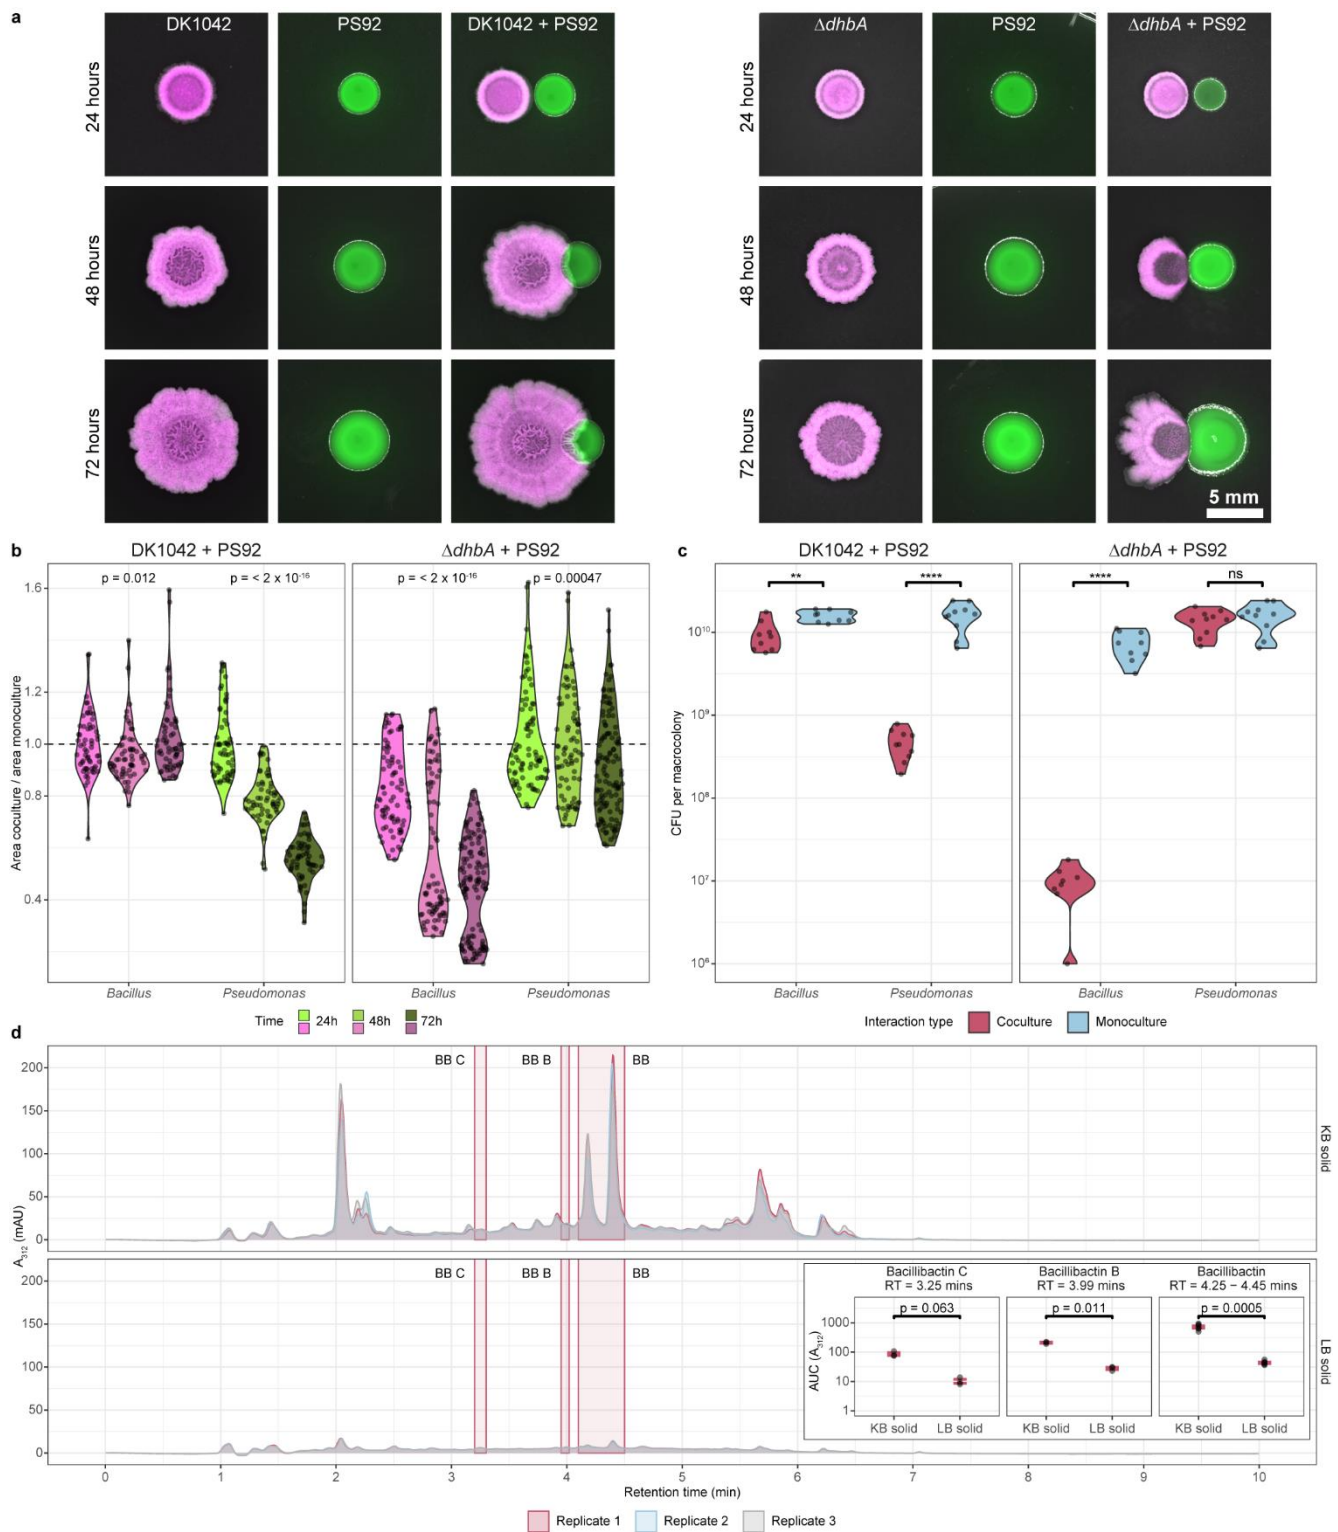 a
DK1042 PS92 DK1042 + PS92
ΔdhbA PS92 ΔdhbA + PS92
24 hours
24 hours
48 hours
48 hours
72 hours
72 hours
5 mm
b
DK1042 + PS92 ΔdhbA + PS92
p = 0.012 p = < 2 x 10⁻¹⁶ p = < 2 x 10⁻¹⁶ p = 0.00047
Area coculture / area monoculture
1.6
1.2
1.0
0.8
0.4
Bacillus Pseudomonas Bacillus Pseudomonas
Time 24h 48h 72h
c
DK1042 + PS92 ΔdhbA + PS92
** **** **** ns
CFU per macrocolony
10¹⁰
10⁹
10⁸
10⁷
10⁶
Bacillus Pseudomonas Bacillus Pseudomonas
Interaction type Coculture Monoculture
d
BB C BB B BB
200
150
100
50
0
KB solid
A₃₁₂ (mAU)
BB C BB B BB
200
150
100
50
0
LB solid
Bacillibactin C
RT = 3.25 mins
Bacillibactin B
RT = 3.99 mins
Bacillibactin
RT = 4.25 − 4.45 mins
p = 0.063 p = 0.011 p = 0.0005
AUC (A₃₁₂)
1000
100
10
1
KB solid LB solid KB solid LB solid KB solid LB solid
0 1 2 3 4 5 6 7 8 9 10
Retention time (min)
Replicate 1 Replicate 2 Replicate 3